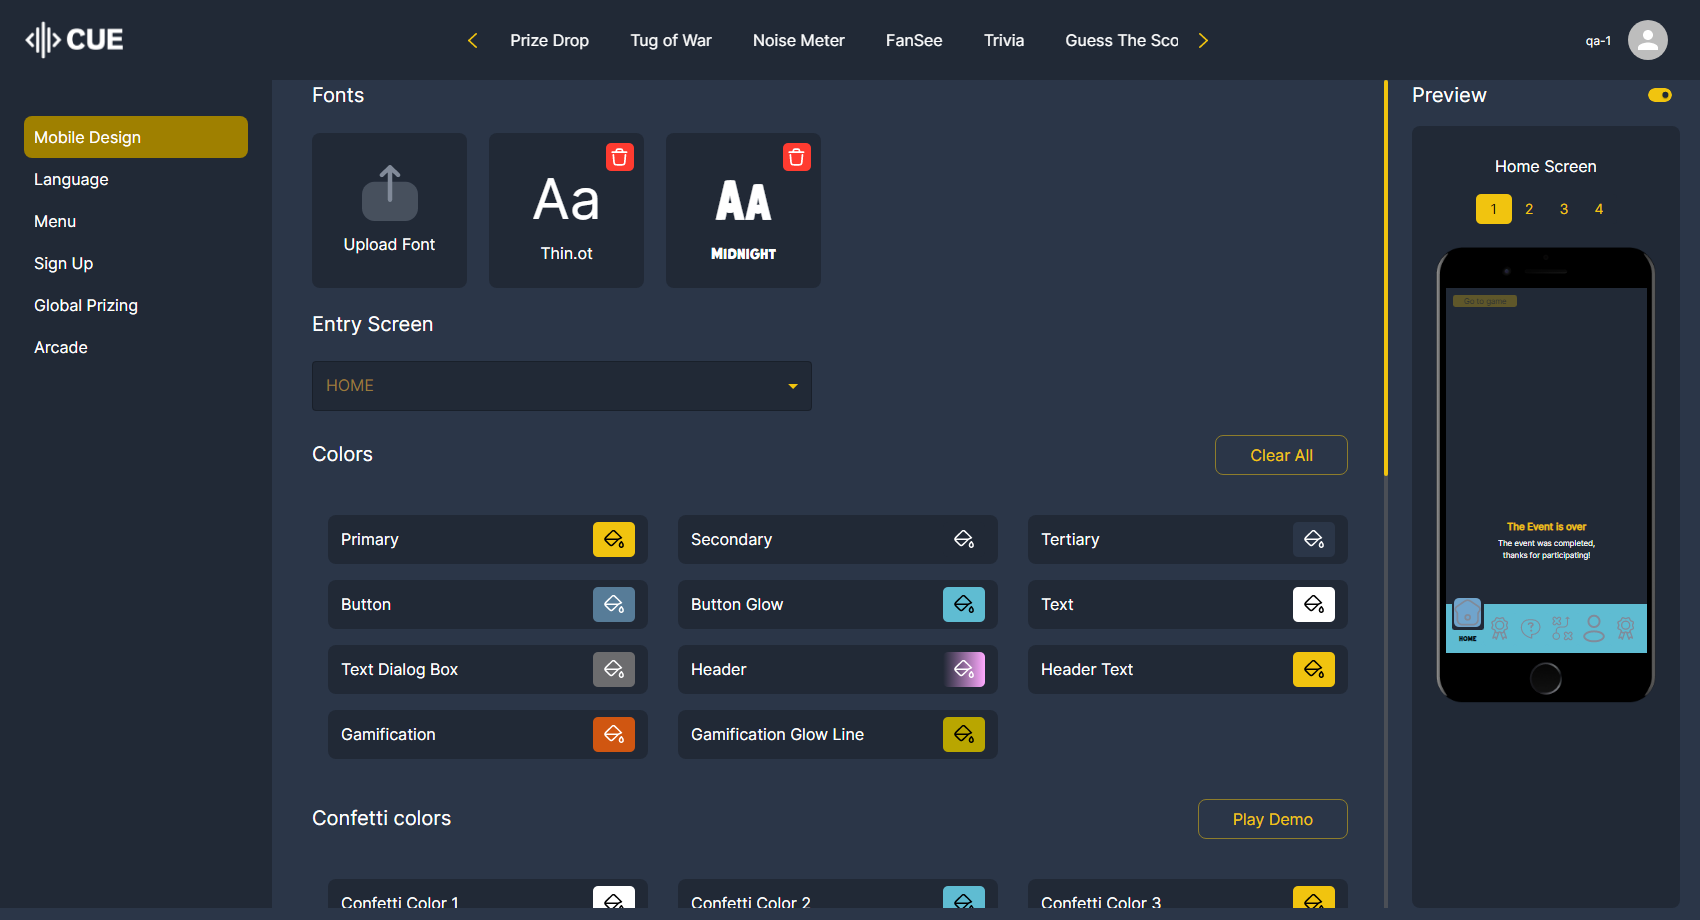 CUE
Prize Drop
Tug of War
Noise Meter
FanSee
Trivia
Guess The Sco
qa-1
Mobile Design
Language
Menu
Sign Up
Global Prizing
Arcade
Fonts
Upload Font
Aa
Thin.ot
AA
MIDNIGHT
Entry Screen
HOME
Colors
Clear All
Primary
Secondary
Tertiary
Button
Button Glow
Text
Text Dialog Box
Header
Header Text
Gamification
Gamification Glow Line
Confetti colors
Play Demo
Confetti Color 1
Confetti Color 2
Confetti Color 3
Preview
Home Screen
1
2
3
4
Go to game
The Event is over
The event was completed,
thanks for participating!
HOME